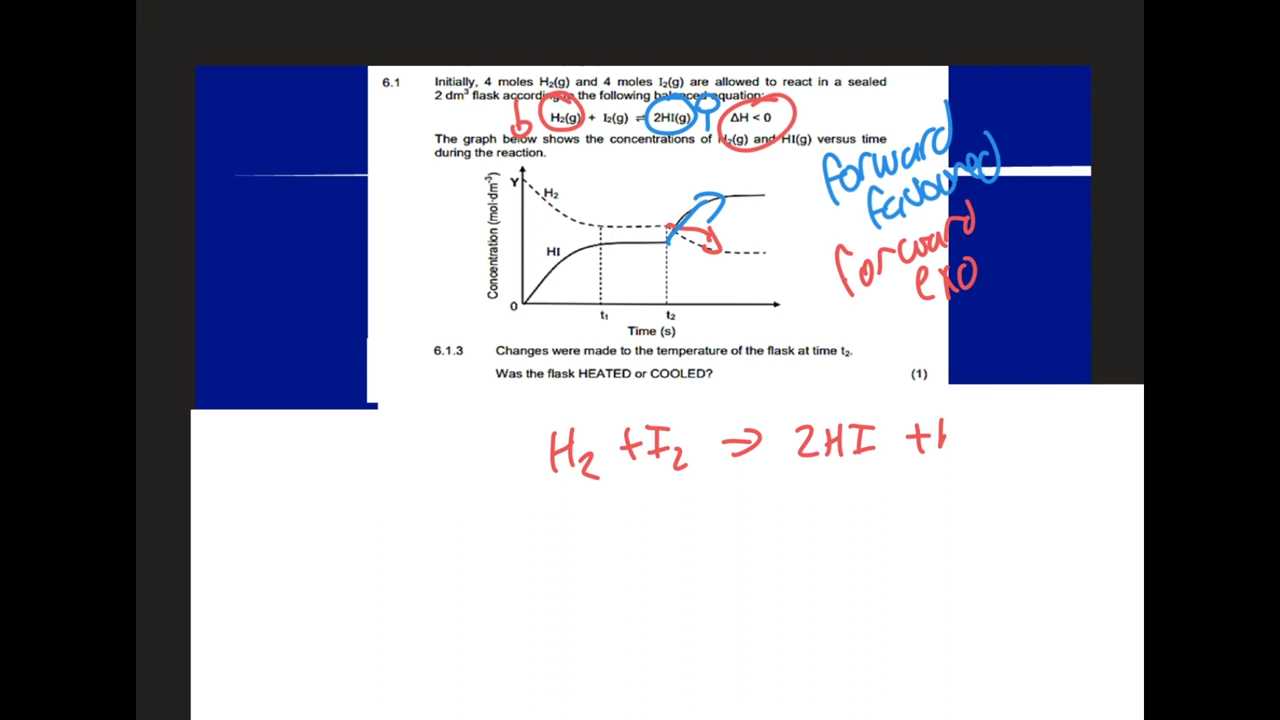 6.1 Initially, 4 moles H₂(g) and 4 moles I₂(g) are allowed to react in a sealed
2 dm³ flask according to the following balanced equation:
H₂(g) + I₂(g) ⇌ 2HI(g) ΔH < 0
The graph below shows the concentrations of H₂(g) and HI(g) versus time
during the reaction.
forward
favoured
forward
exo
Concentration (mol·dm⁻³)
Y
H₂
HI
0
t₁ t₂
Time (s)
6.1.3 Changes were made to the temperature of the flask at time t₂.
Was the flask HEATED or COOLED? (1)
H₂ + I₂ → 2HI +